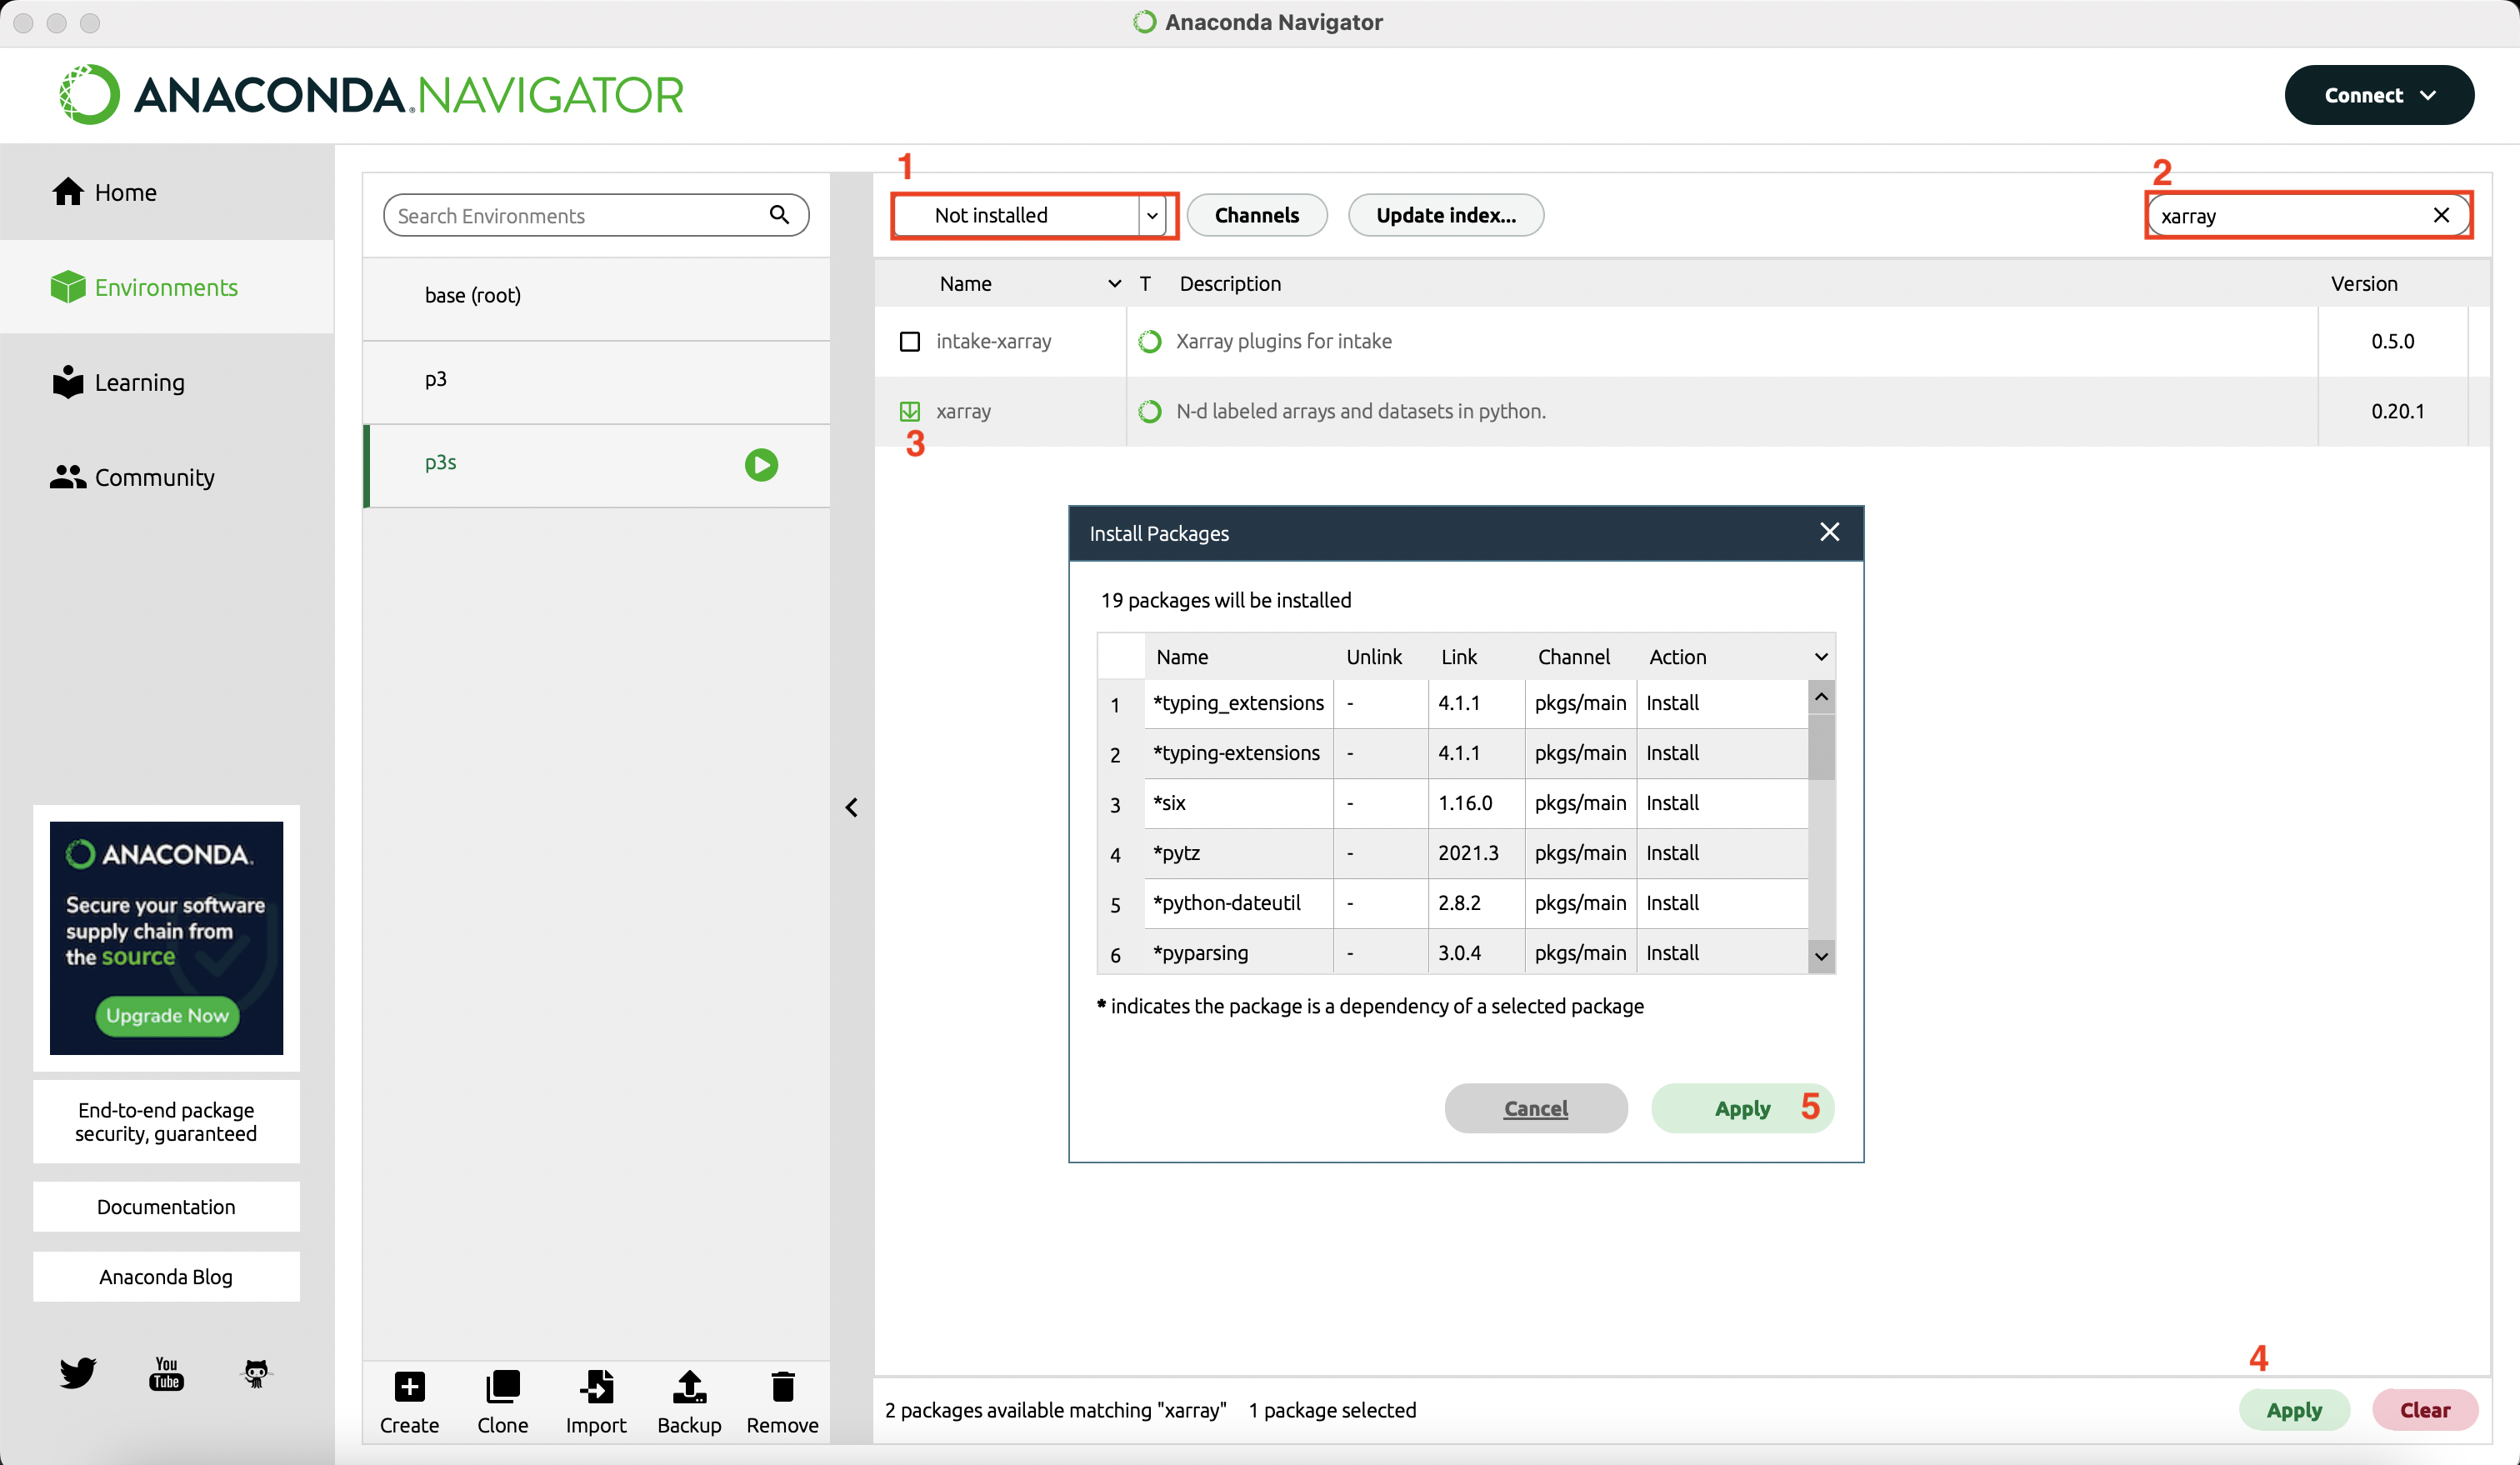 Anaconda Navigator
ANACONDA.NAVIGATOR
Connect
Home
Environments
Learning
Community
ANACONDA.
Secure your software
supply chain from
the source
Upgrade Now
End-to-end package
security, guaranteed
Documentation
Anaconda Blog
You
Tube
Search Environments
base (root)
p3
p3s
Create Clone Import Backup Remove
1
Not installed
Channels
Update index...
2
xarray
Name T Description Version
intake-xarray Xarray plugins for intake 0.5.0
xarray N-d labeled arrays and datasets in python. 0.20.1
3
Install Packages
19 packages will be installed
Name Unlink Link Channel Action
1 *typing_extensions - 4.1.1 pkgs/main Install
2 *typing-extensions - 4.1.1 pkgs/main Install
3 *six - 1.16.0 pkgs/main Install
4 *pytz - 2021.3 pkgs/main Install
5 *python-dateutil - 2.8.2 pkgs/main Install
6 *pyparsing - 3.0.4 pkgs/main Install
* indicates the package is a dependency of a selected package
Cancel
Apply 5
4
2 packages available matching "xarray" 1 package selected
Apply
Clear